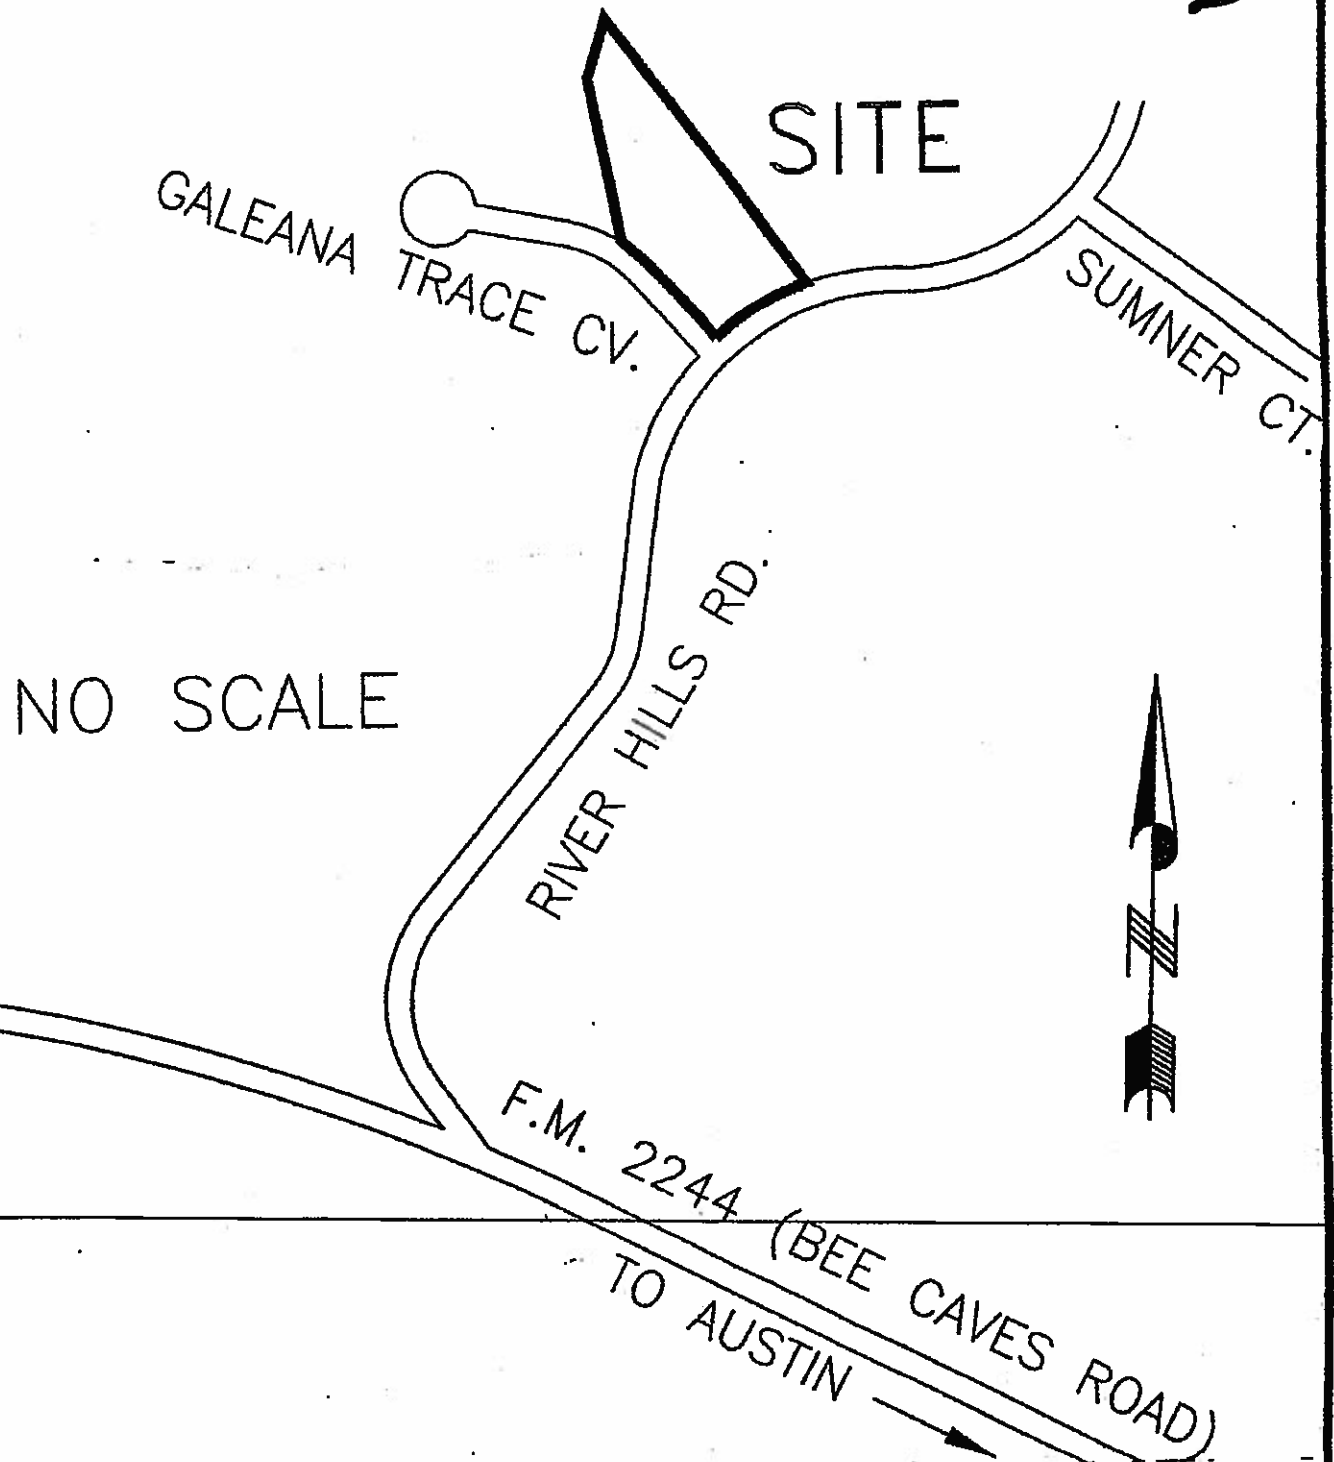 SITE
GALEANA TRACE CV.
SUMNER CT.
RIVER HILLS RD.
NO SCALE
N
F.M. 2244 (BEE CAVES ROAD)
TO AUSTIN